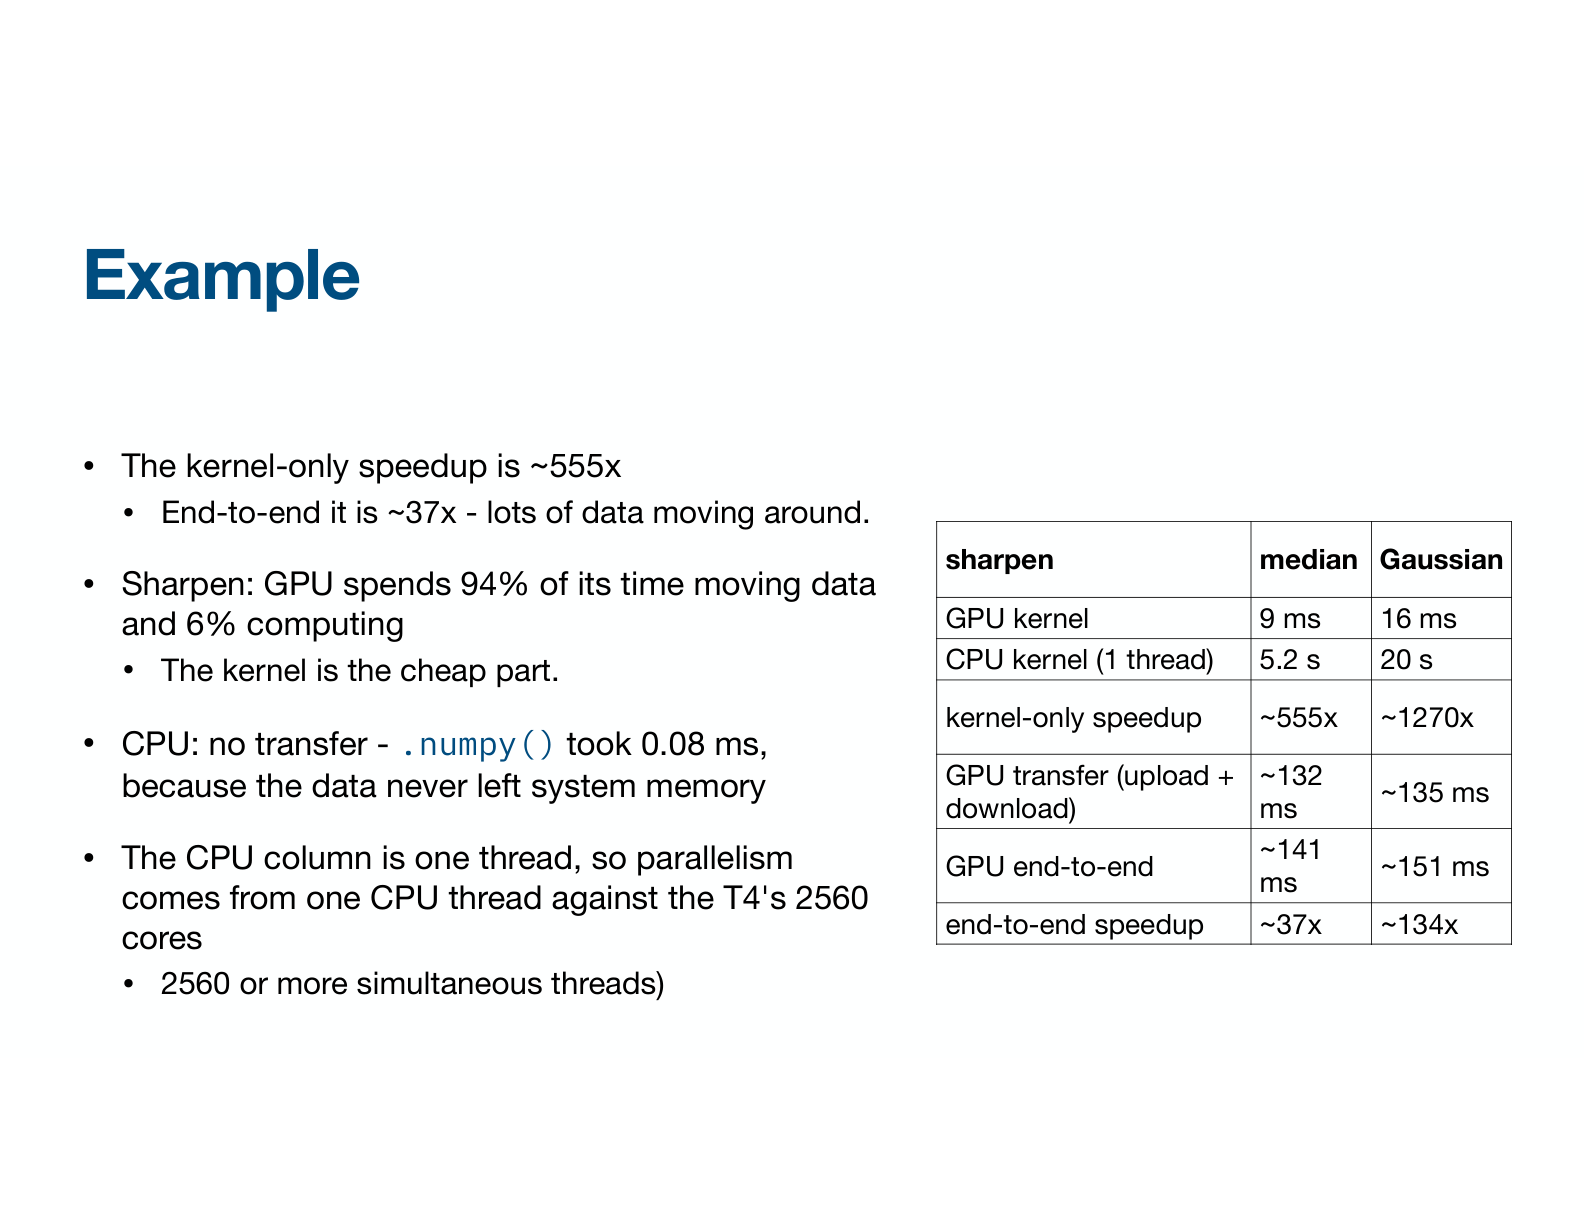 Example
• The kernel-only speedup is ~555x
• End-to-end it is ~37x - lots of data moving around.
• Sharpen: GPU spends 94% of its time moving data
and 6% computing
• The kernel is the cheap part.
• CPU: no transfer - .numpy() took 0.08 ms,
because the data never left system memory
• The CPU column is one thread, so parallelism
comes from one CPU thread against the T4's 2560
cores
• 2560 or more simultaneous threads)
sharpen median Gaussian
GPU kernel 9 ms 16 ms
CPU kernel (1 thread) 5.2 s 20 s
kernel-only speedup ~555x ~1270x
GPU transfer (upload +
download)
~132
ms
~135 ms
GPU end-to-end
~141
ms
~151 ms
end-to-end speedup ~37x ~134x